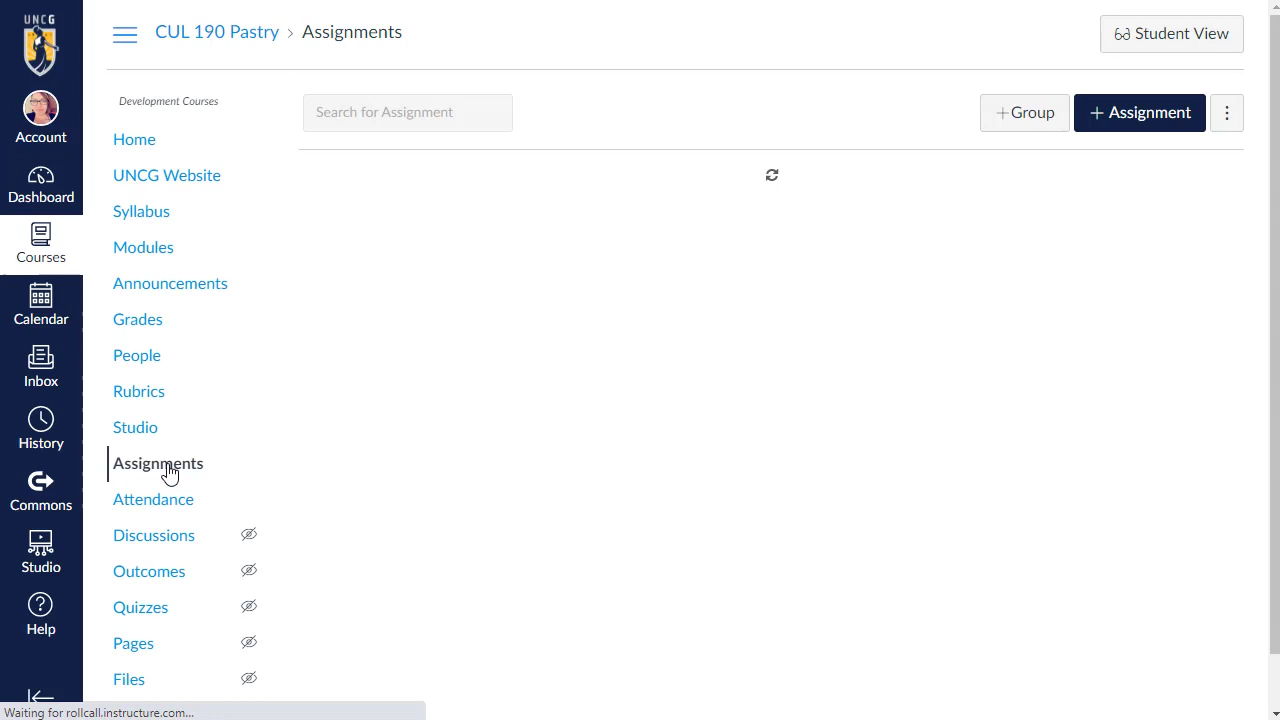 UNCG
Account
Dashboard
Courses
Calendar
Inbox
History
Commons
Studio
Help
CUL 190 Pastry › Assignments
Student View
Development Courses
Home
UNCG Website
Syllabus
Modules
Announcements
Grades
People
Rubrics
Studio
Assignments
Attendance
Discussions
Outcomes
Quizzes
Pages
Files
Search for Assignment
+Group
+ Assignment
Waiting for rollcall.instructure.com...